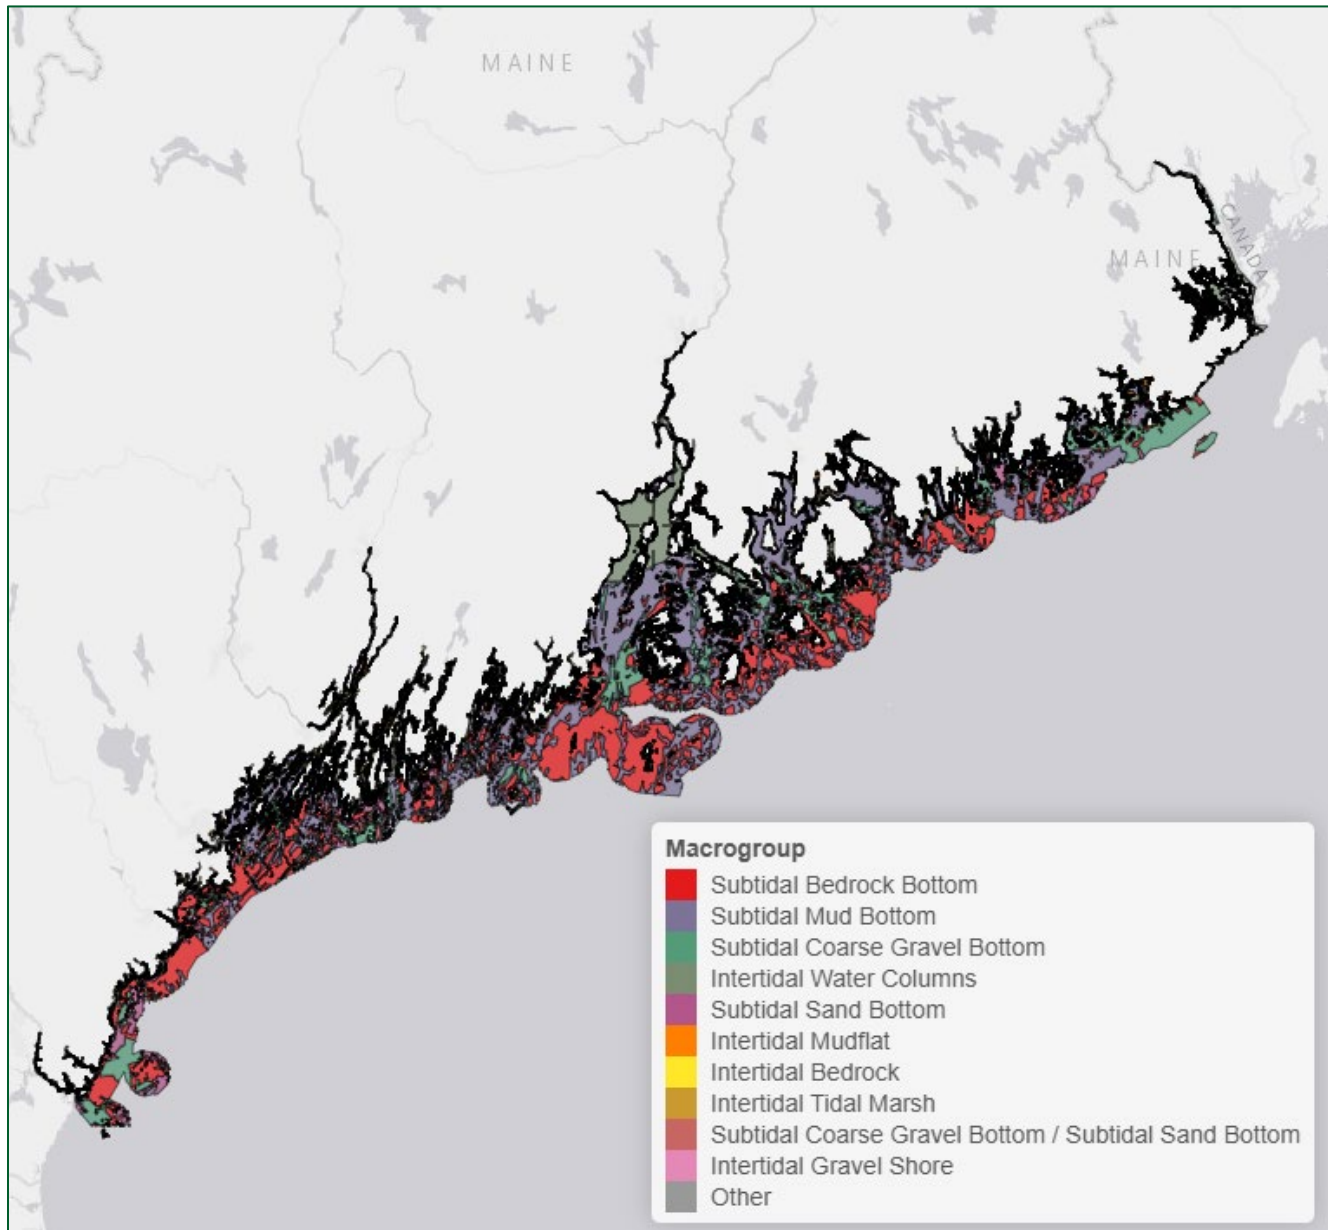 MAINE
CANADA
MAINE
Macrogroup
Subtidal Bedrock Bottom
Subtidal Mud Bottom
Subtidal Coarse Gravel Bottom
Intertidal Water Columns
Subtidal Sand Bottom
Intertidal Mudflat
Intertidal Bedrock
Intertidal Tidal Marsh
Subtidal Coarse Gravel Bottom / Subtidal Sand Bottom
Intertidal Gravel Shore
Other